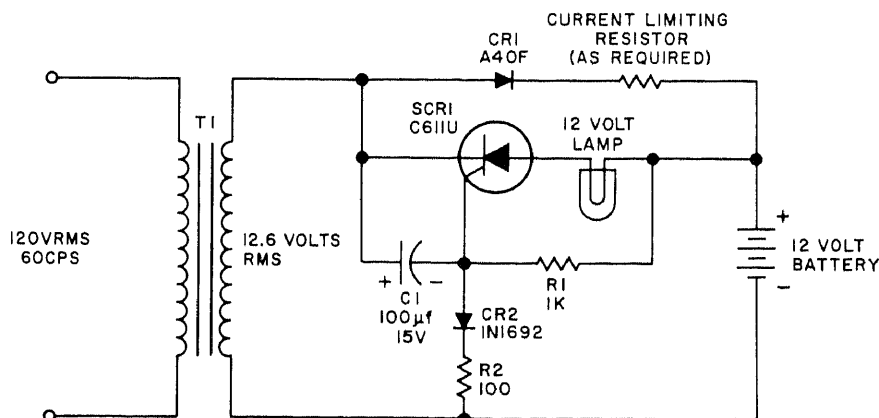 CURRENT LIMITING
RESISTOR
(AS REQUIRED)
CR1
A40F
SCR1
C611U
12 VOLT
LAMP
T1
120VRMS
60CPS
12.6 VOLTS
RMS
+
12 VOLT
BATTERY
-
+
-
C1
100μf
15V
R1
1K
CR2
1N1692
R2
100